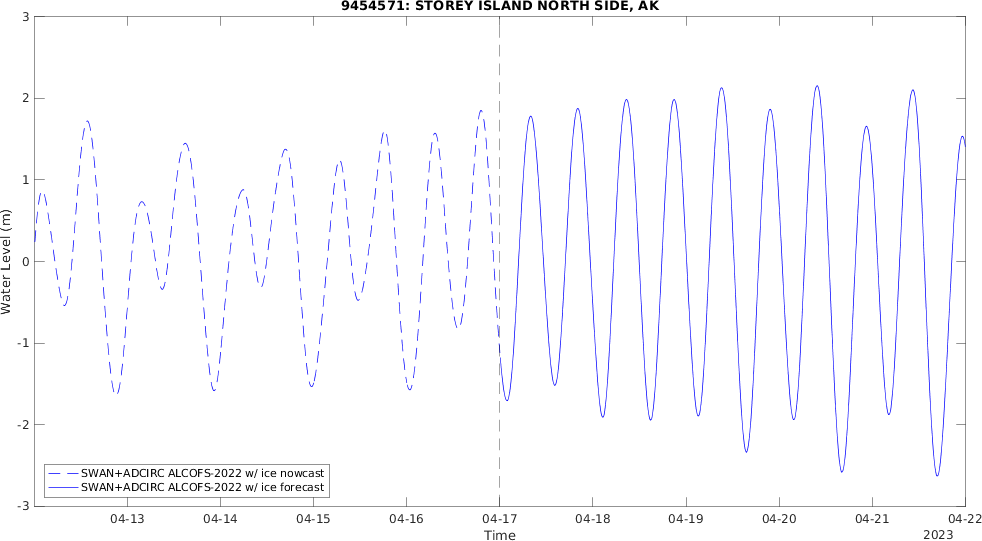 9454571: STOREY ISLAND NORTH SIDE, AK
3
2
1
0
-1
-2
-3
Water Level (m)
SWAN+ADCIRC ALCOFS-2022 w/ ice nowcast
SWAN+ADCIRC ALCOFS-2022 w/ ice forecast
04-13 04-14 04-15 04-16 04-17 04-18 04-19 04-20 04-21 04-22
Time
2023